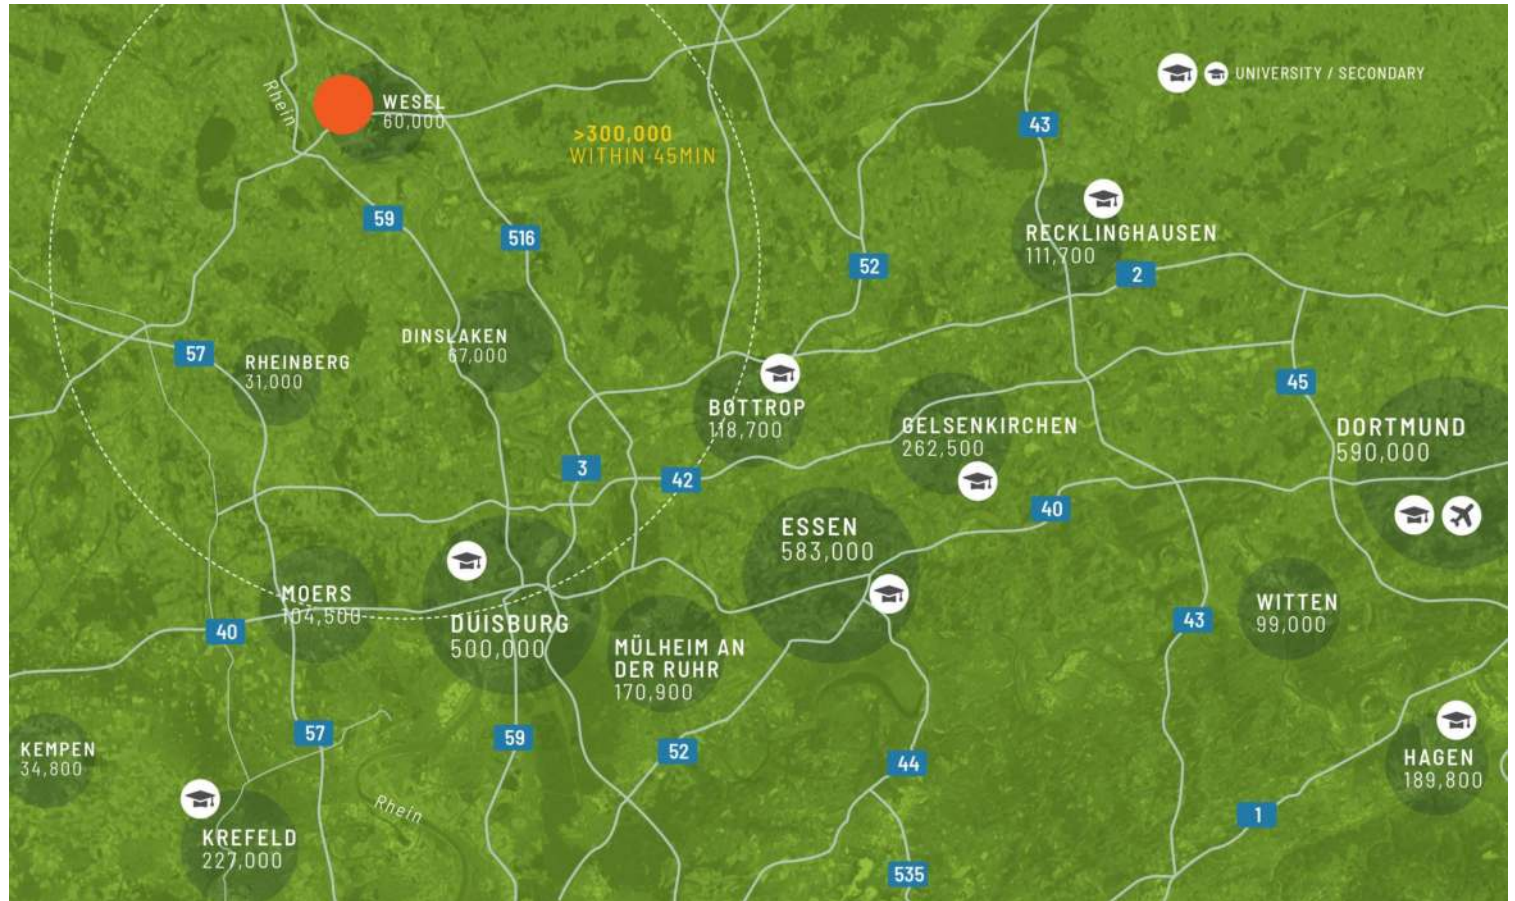 UNIVERSITY / SECONDARY
Rhein
WESEL
60,000
>300,000
WITHIN 45MIN
43
59
516
52
RECKLINGHAUSEN
111,700
2
57
RHEINBERG
31,000
DINSLAKEN
67,000
BOTTROP
118,700
GELSENKIRCHEN
262,500
45
DORTMUND
590,000
3
42
40
ESSEN
583,000
MOERS
104,500
40
DUISBURG
500,000
MÜLHEIM AN
DER RUHR
170,900
43
WITTEN
99,000
KEMPEN
34,800
57
59
52
44
HAGEN
189,800
Rhein
KREFELD
227,000
1
535